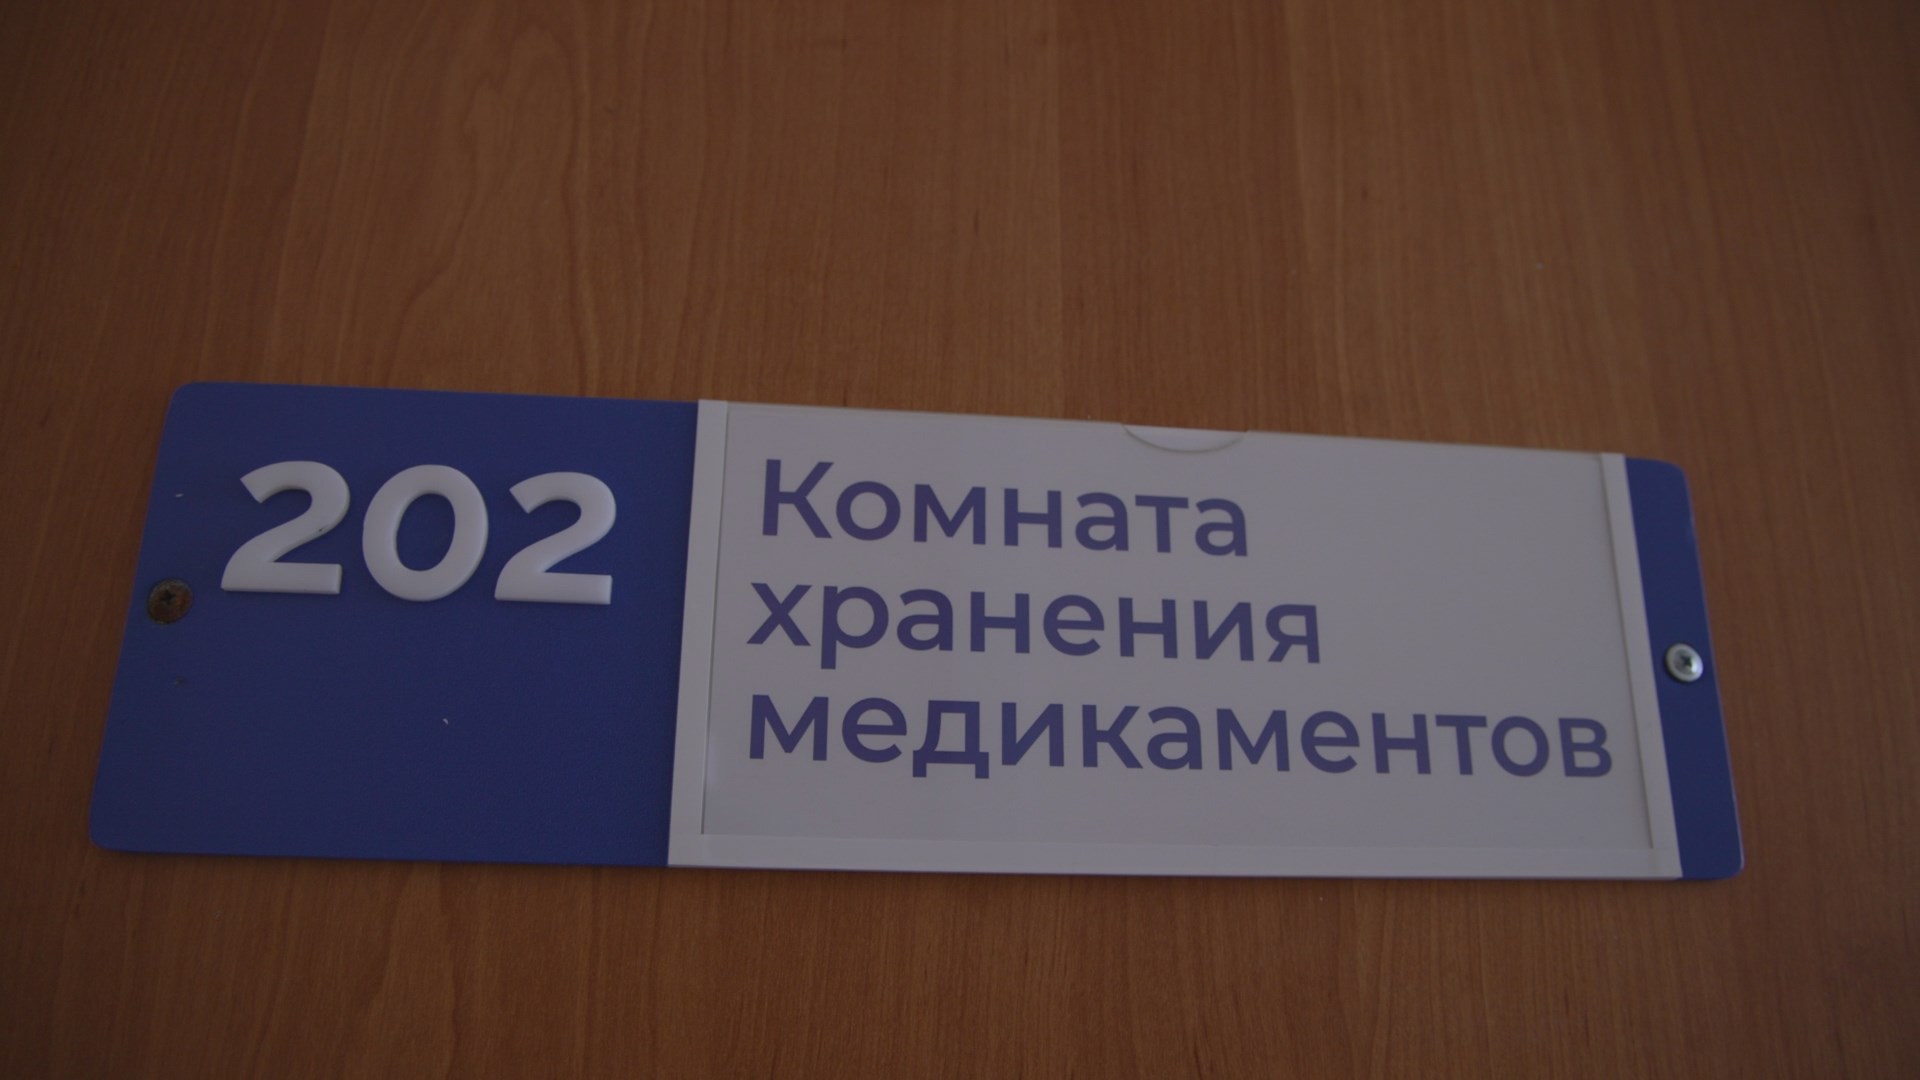 202
Комната
хранения
медикаментов